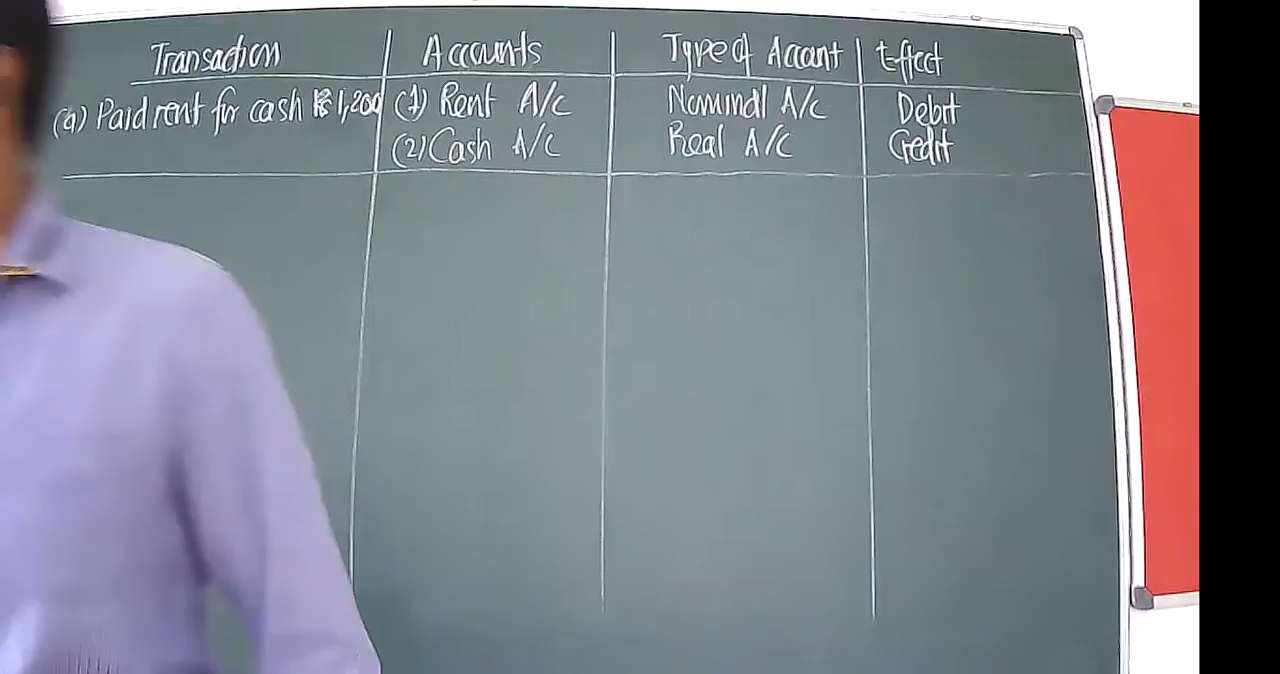 Transaction Accounts Type of Account Effect
(a) Paid rent for cash ₹1,200 (1) Rent A/C Nominal A/C Debit
(2) Cash A/C Real A/C Credit